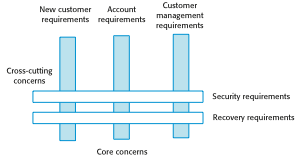 New customer
requirements
Account
requirements
Customer
management
requirements
Cross-cutting
concerns
Security requirements
Recovery requirements
Core concerns